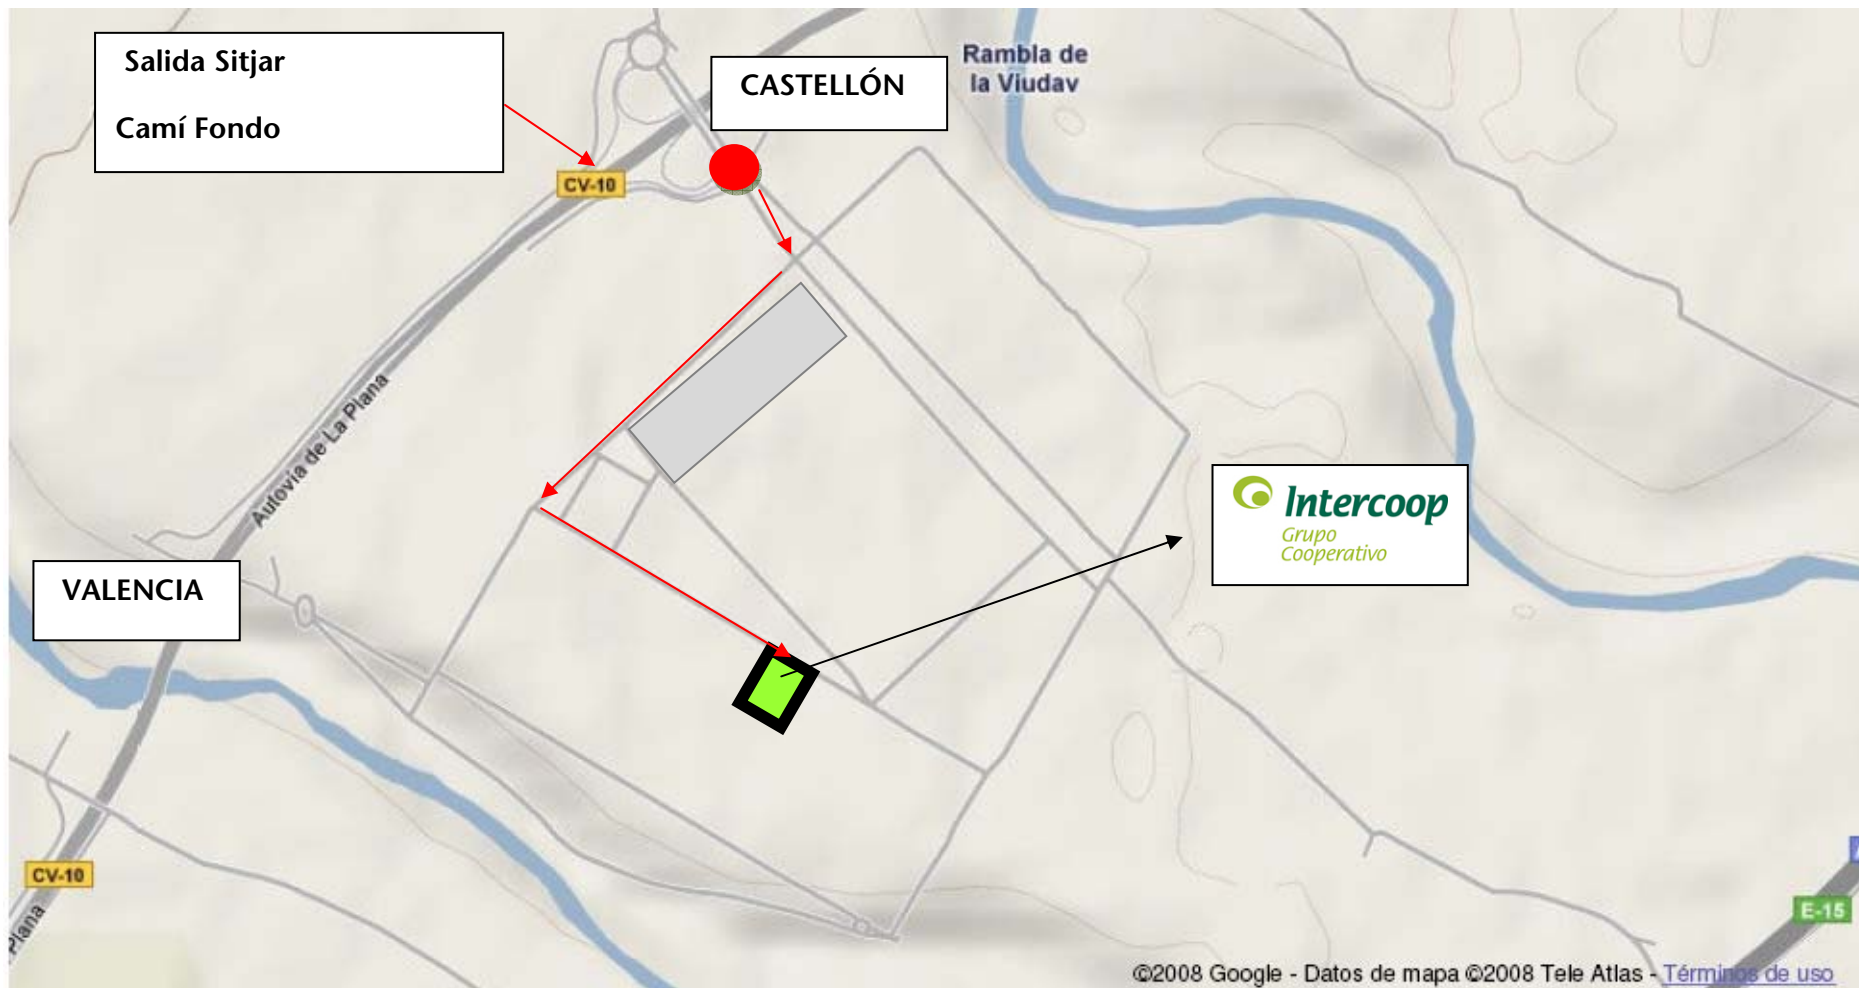 Salida Sitjar
Camí Fondo
CASTELLÓN
Rambla de
la Viudav
CV-10
Autovia de La Plana
VALENCIA
Intercoop
Grupo
Cooperativo
CV-10
Plana
E-15
©2008 Google - Datos de mapa ©2008 Tele Atlas - Términos de uso